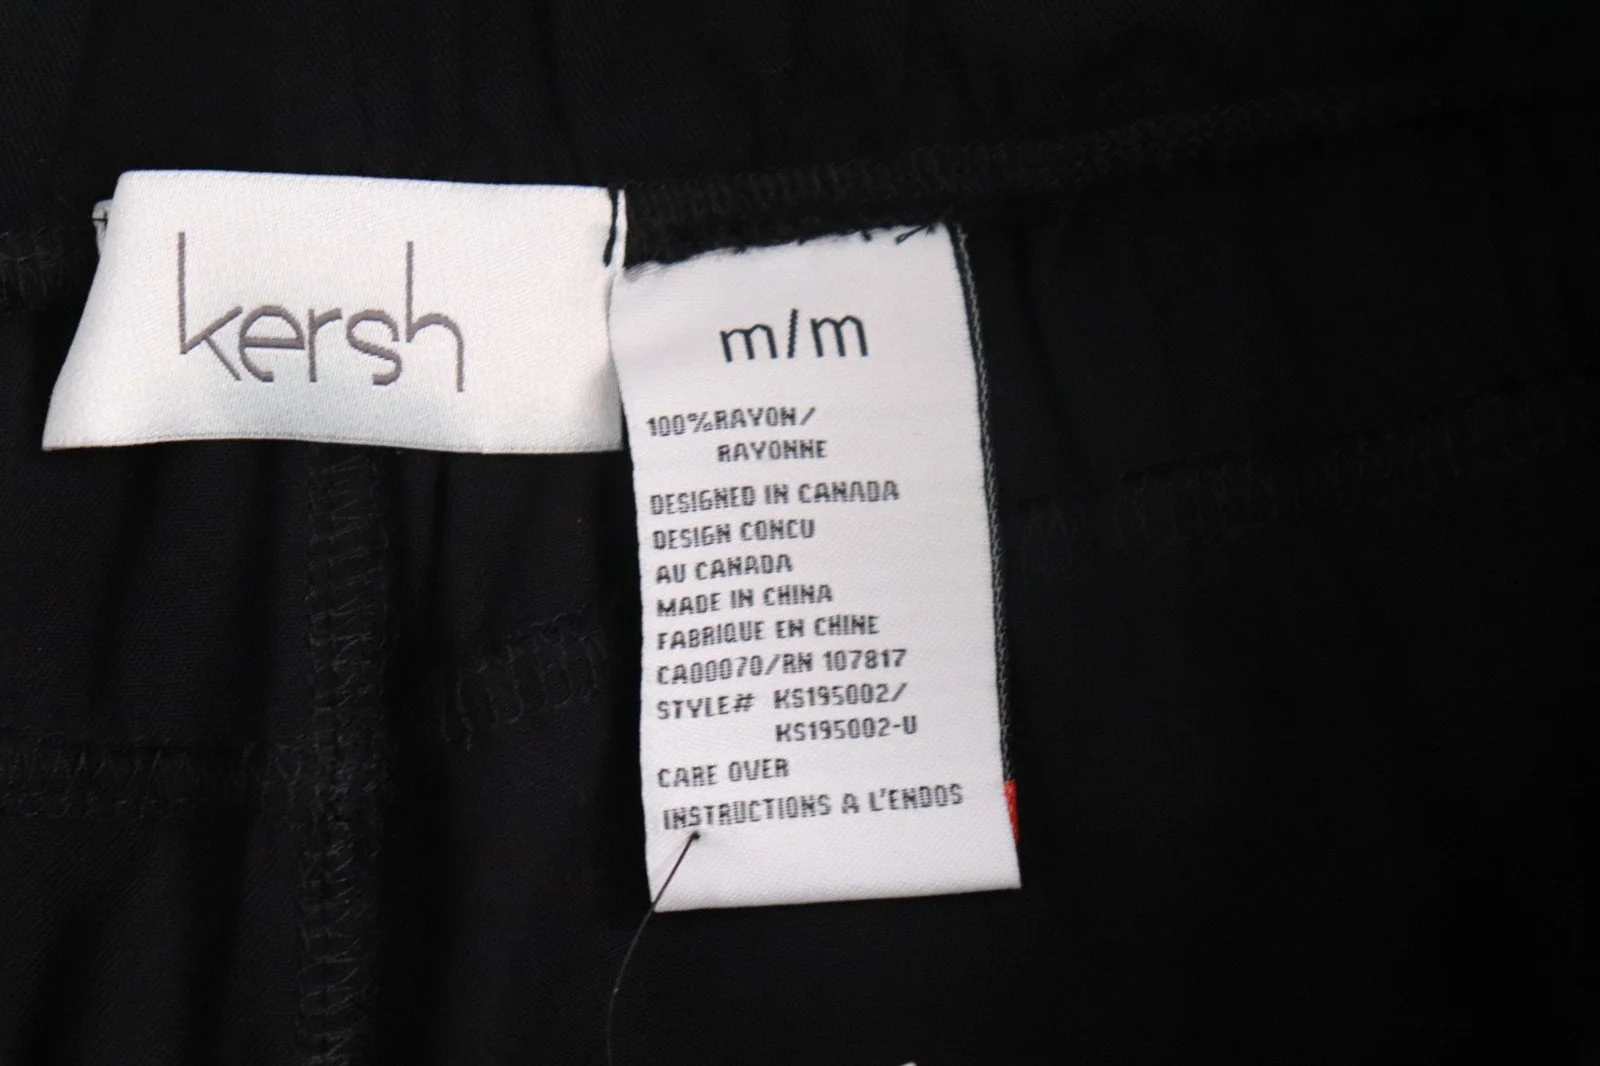 kersh
m/m
100%RAYON/
RAYONNE
DESIGNED IN CANADA
DESIGN CONCU
AU CANADA
MADE IN CHINA
FABRIQUE EN CHINE
CA00070/RN 107817
STYLE# KS195002/
KS195002-U
CARE OVER
INSTRUCTIONS A L'ENDOS